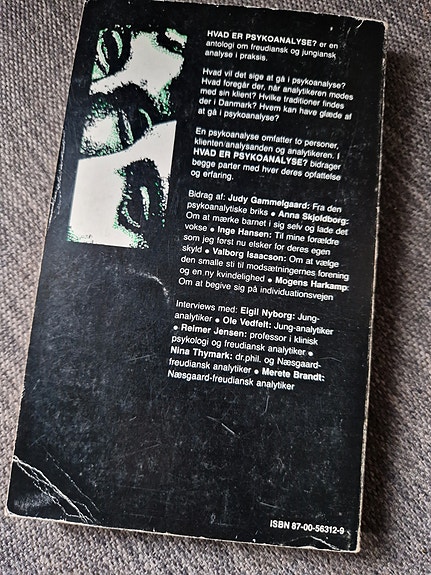 HVAD ER PSYKOANALYSE? er en
antologi om freudiansk og jungiansk
analyse i praksis.
Hvad vil det sige at gå i psykoanalyse?
Hvad foregår der, når analytikeren mødes
med sin klient? Hvilke traditioner findes
der i Danmark? Hvem kan have glæde af
at gå i psykoanalyse?
En psykoanalyse omfatter to personer,
klienten/analysanden og analytikeren. I
HVAD ER PSYKOANALYSE? bidrager
begge parter med hver deres opfattelse
og erfaring.
Bidrag af: Judy Gammelgaard: Fra den
psykoanalytiske briks • Anna Skjoldborg:
Om at mærke barnet i sig selv og lade det
vokse • Inge Hansen: Til mine forældre
som jeg først nu elsker for deres egen
skyld • Valborg Isaacson: Om at vælge
den smalle sti til modsætningernes forening
og en ny kvindelighed • Mogens Harkamp:
Om at begive sig på individuationsvejen
Interviews med: Eigil Nyborg: Jung-
analytiker • Ole Vedfelt: Jung-analytiker
• Reimer Jensen: professor i klinisk
psykologi og freudiansk analytiker •
Nina Thymark: dr.phil. og Næsgaard-
freudiansk analytiker • Merete Brandt:
Næsgaard-freudiansk analytiker
ISBN 87-00-56312-9